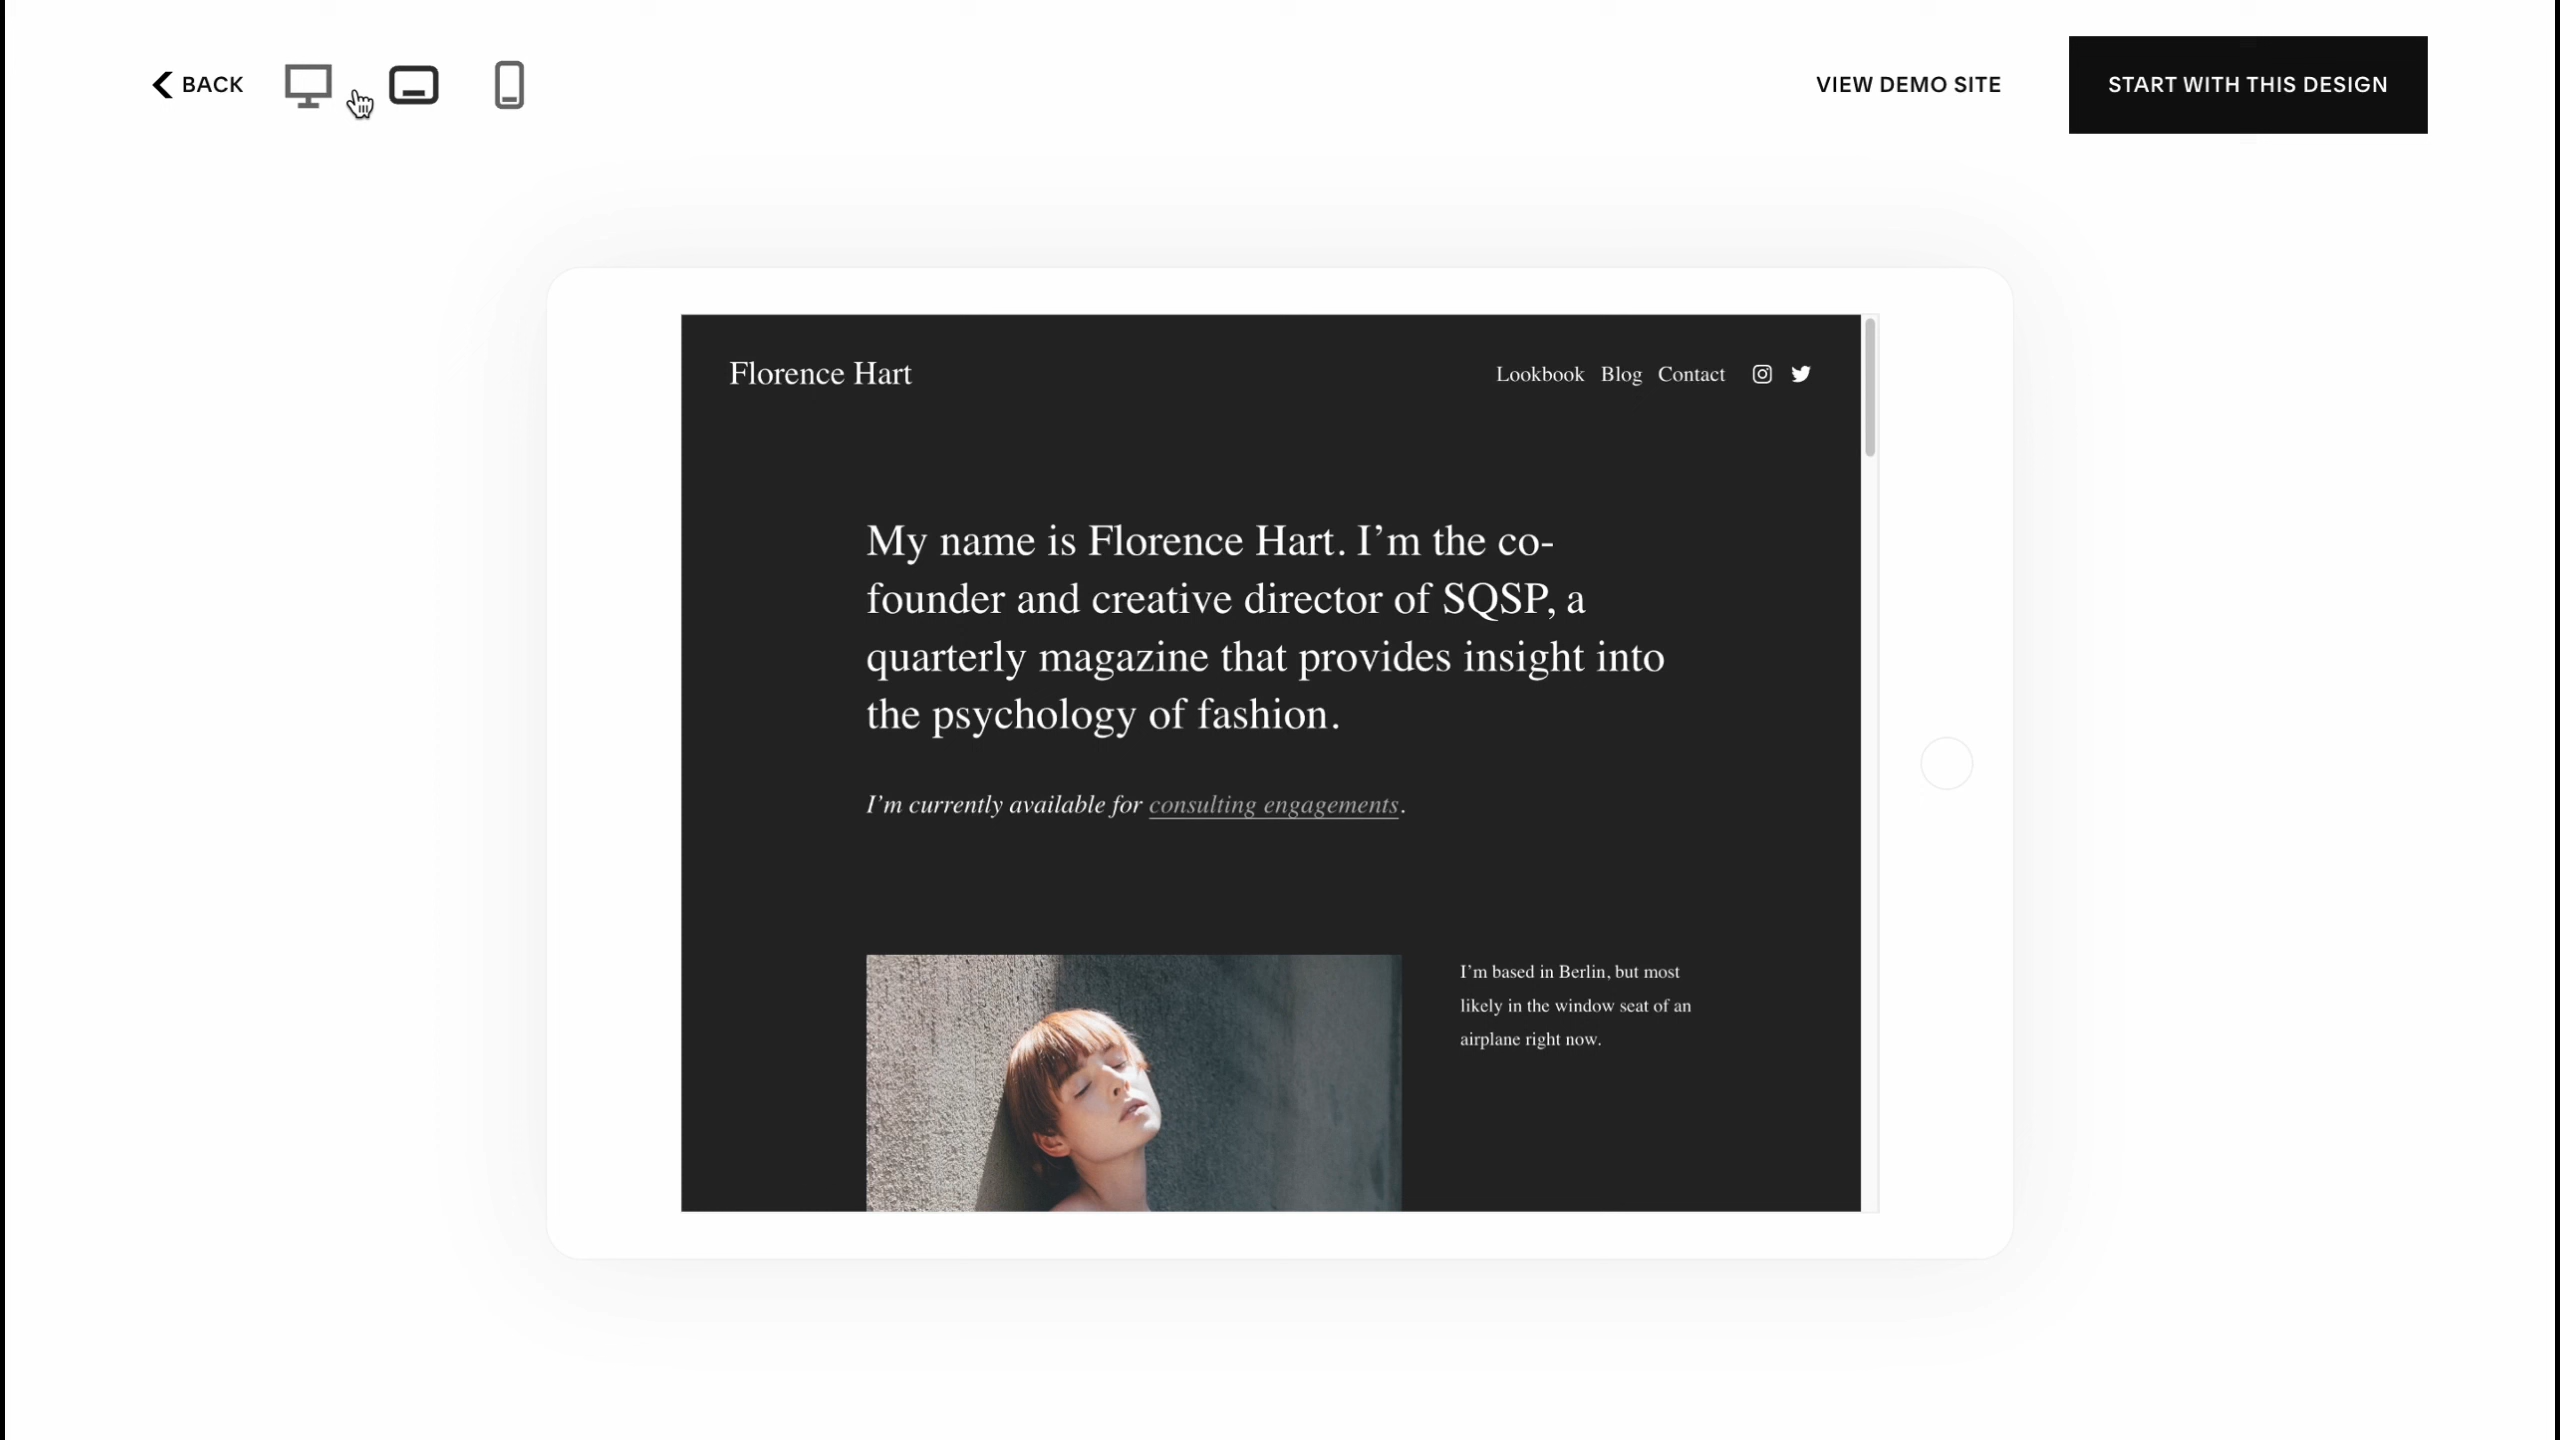 BACK
VIEW DEMO SITE
START WITH THIS DESIGN
Florence Hart
Lookbook Blog Contact
My name is Florence Hart. I’m the co-
founder and creative director of SQSP, a
quarterly magazine that provides insight into
the psychology of fashion.
I’m currently available for consulting engagements.
I’m based in Berlin, but most
likely in the window seat of an
airplane right now.